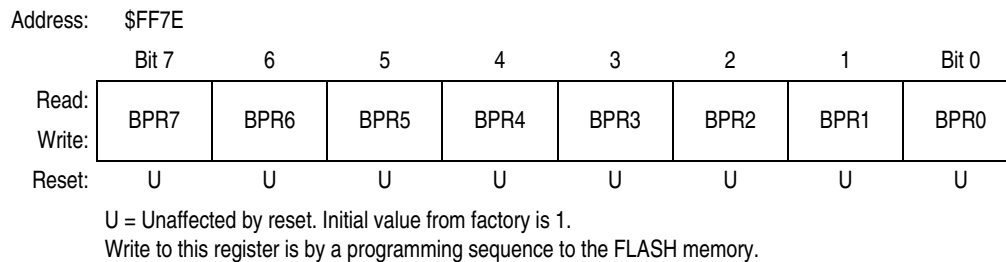 Address: $FF7E
Bit 7 6 5 4 3 2 1 Bit 0
Read:
BPR7 BPR6 BPR5 BPR4 BPR3 BPR2 BPR1 BPR0
Write:
Reset: U U U U U U U U
U = Unaffected by reset. Initial value from factory is 1.
Write to this register is by a programming sequence to the FLASH memory.